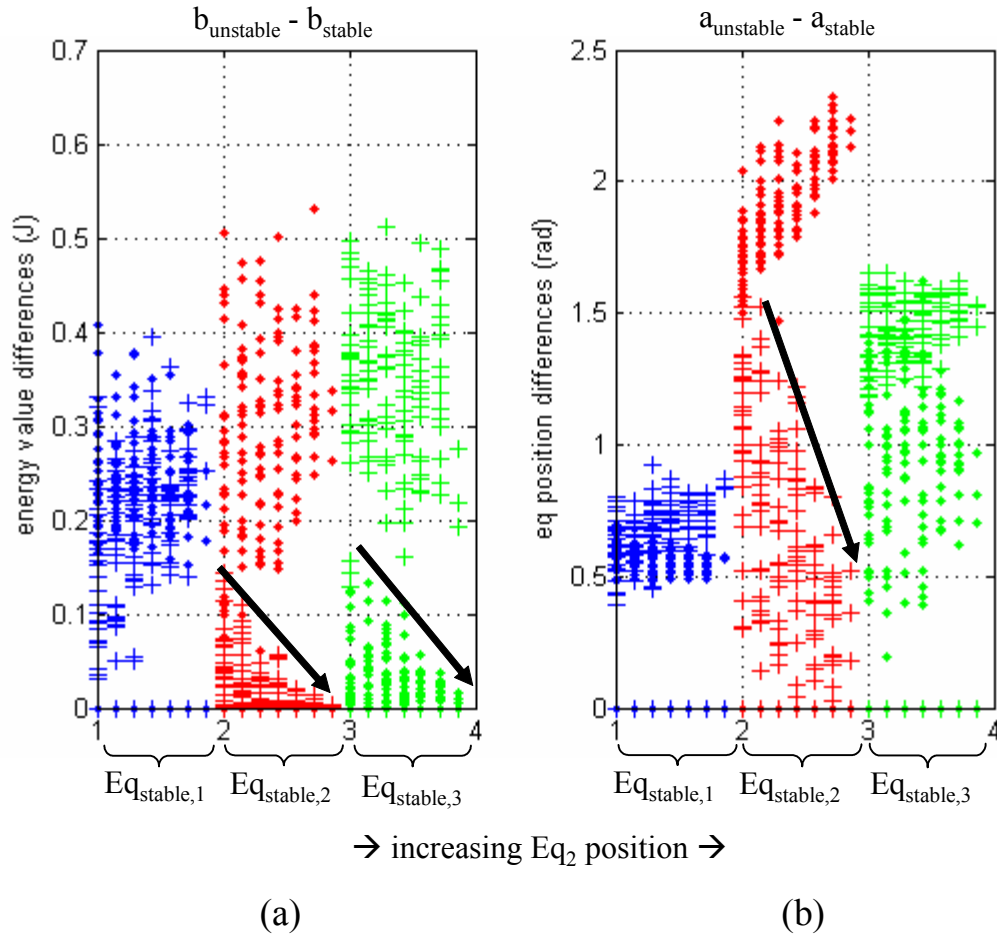 b_unstable - b_stable
a_unstable - a_stable
energy value differences (J)
0.7
0.6
0.5
0.4
0.3
0.2
0.1
0
1
2
3
4
Eq_stable,1
Eq_stable,2
Eq_stable,3
eq position differences (rad)
2.5
2
1.5
1
0.5
0
1
2
3
4
Eq_stable,1
Eq_stable,2
Eq_stable,3
→ increasing Eq_2 position →
(a)
(b)